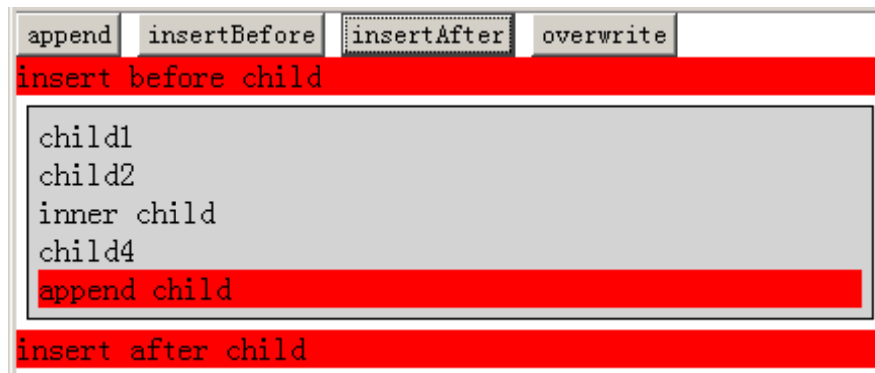 append insertBefore insertAfter overwrite
insert before child
child1
child2
inner child
child4
append child
insert after child